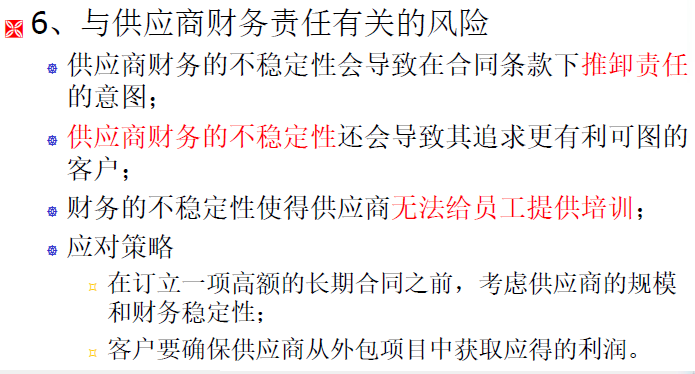 6、与供应商财务责任有关的风险
供应商财务的不稳定性会导致在合同条款下推卸责任
的意图；
供应商财务的不稳定性还会导致其追求更有利可图的
客户；
财务的不稳定性使得供应商无法给员工提供培训；
应对策略
在订立一项高额的长期合同之前，考虑供应商的规模
和财务稳定性；
客户要确保供应商从外包项目中获取应得的利润。